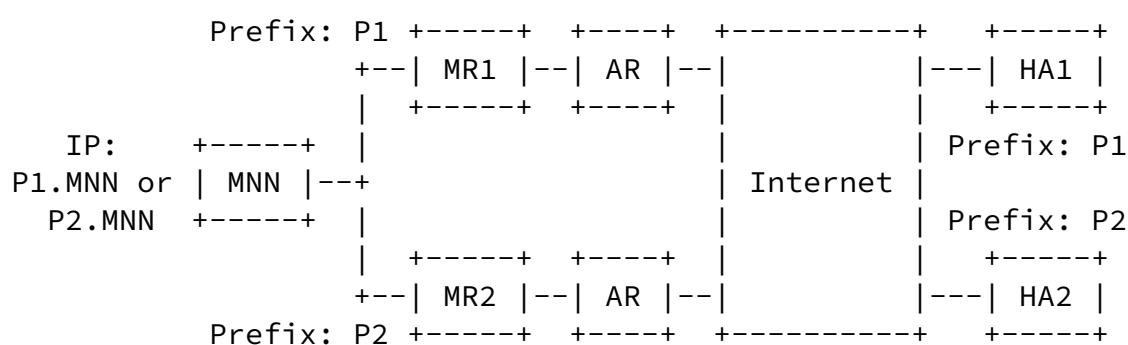 Prefix: P1 +-----+  +----+  +----------+   +-----+
+--| MR1 |--| AR |--|          |---| HA1 |
|  +-----+  +----+  |          |   +-----+
IP:     +-----+  |                   |          | Prefix: P1
P1.MNN or | MNN |--+                   | Internet |
P2.MNN  +-----+  |                   |          | Prefix: P2
|  +-----+  +----+  |          |   +-----+
+--| MR2 |--| AR |--|          |---| HA2 |
Prefix: P2 +-----+  +----+  +----------+   +-----+